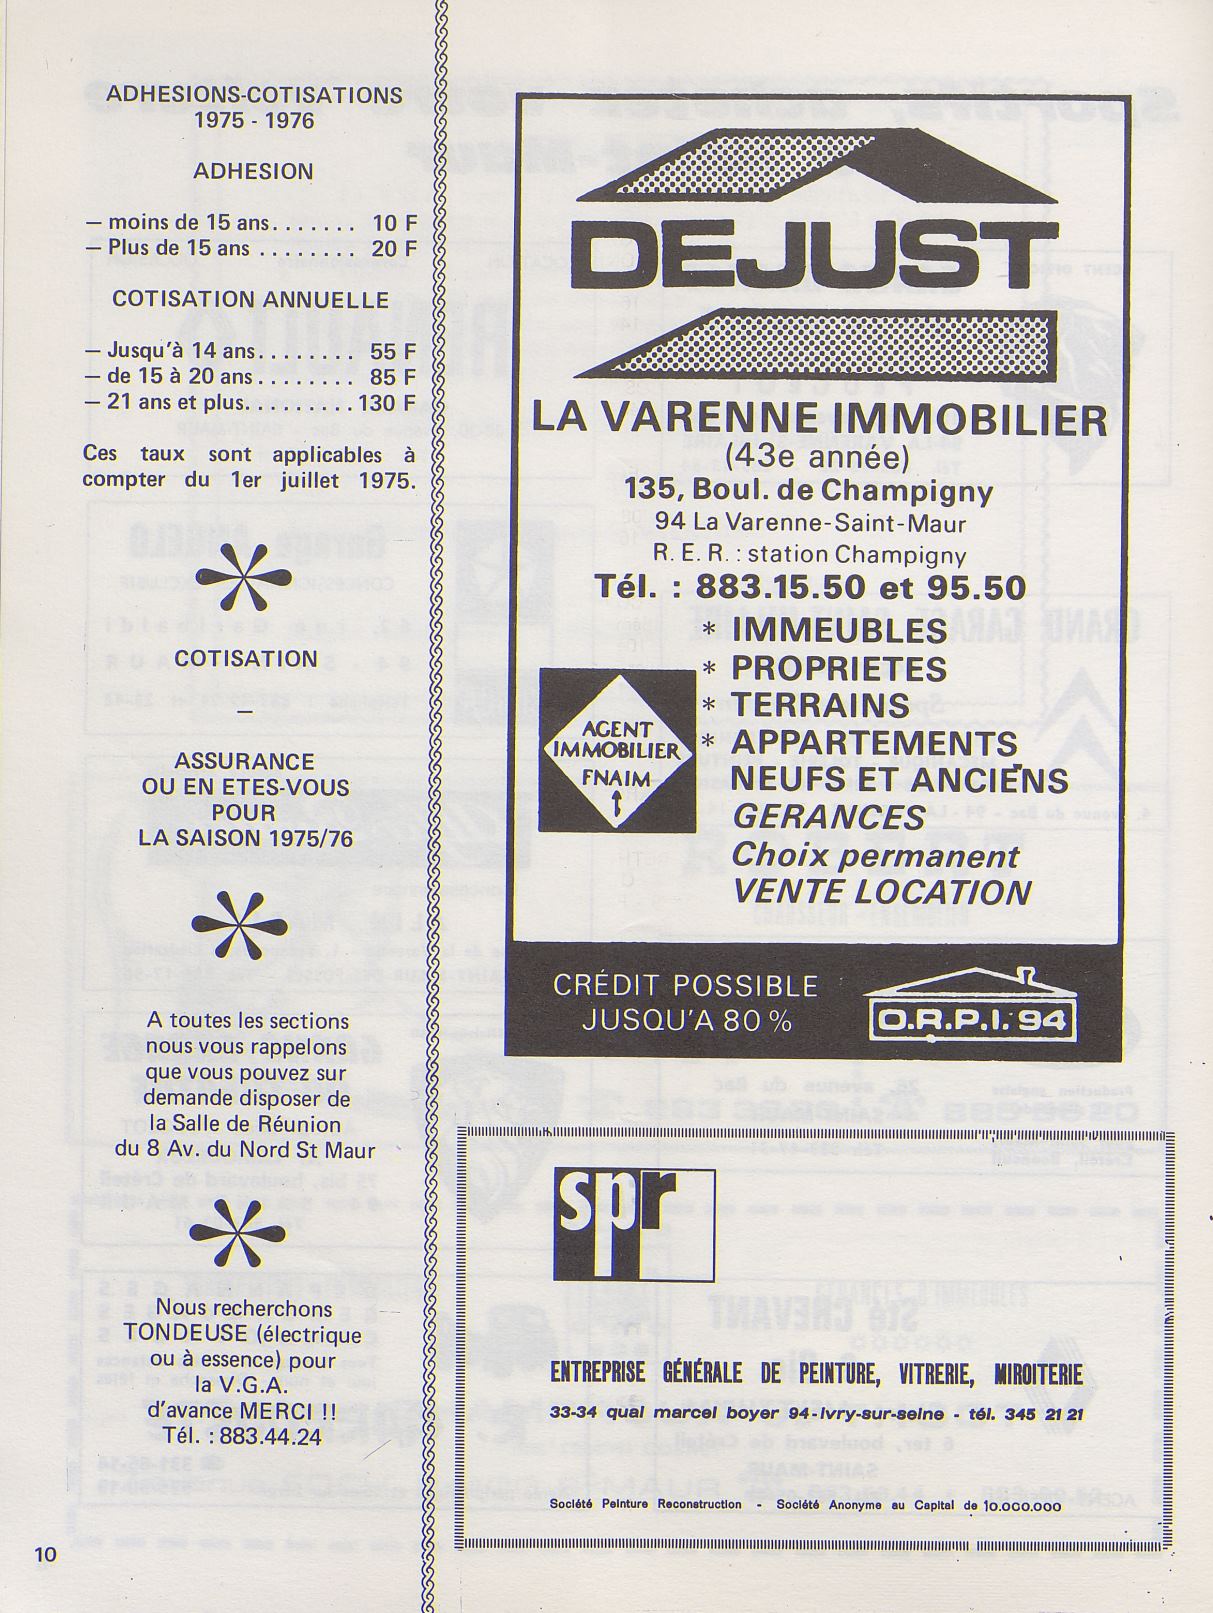 ADHESIONS-COTISATIONS
1975 - 1976
ADHESION
— moins de 15 ans....... 10 F
— Plus de 15 ans ........ 20 F
COTISATION ANNUELLE
— Jusqu'à 14 ans........ 55 F
— de 15 à 20 ans........ 85 F
— 21 ans et plus......... 130 F
Ces taux sont applicables à
compter du 1er juillet 1975.
COTISATION
—
ASSURANCE
OU EN ETES-VOUS
POUR
LA SAISON 1975/76
A toutes les sections
nous vous rappelons
que vous pouvez sur
demande disposer de
la Salle de Réunion
du 8 Av. du Nord St Maur
Nous recherchons
TONDEUSE (électrique
ou à essence) pour
la V.G.A.
d'avance MERCI !!
Tél. : 883.44.24
10
DEJUST
LA VARENNE IMMOBILIER
(43e année)
135, Boul. de Champigny
94 La Varenne-Saint-Maur
R. E. R. : station Champigny
Tél. : 883.15.50 et 95.50
* IMMEUBLES
* PROPRIETES
* TERRAINS
* APPARTEMENTS
NEUFS ET ANCIENS
GERANCES
Choix permanent
VENTE LOCATION
AGENT
IMMOBILIER
FNAIM
CRÉDIT POSSIBLE
JUSQU'A 80 %
O.R.P.I. 94
spr
ENTREPRISE GÉNÉRALE DE PEINTURE, VITRERIE, MIROITERIE
33-34 quai marcel boyer 94-ivry-sur-seine - tél. 345 21 21
Société Peinture Reconstruction - Société Anonyme au Capital de 10.000.000